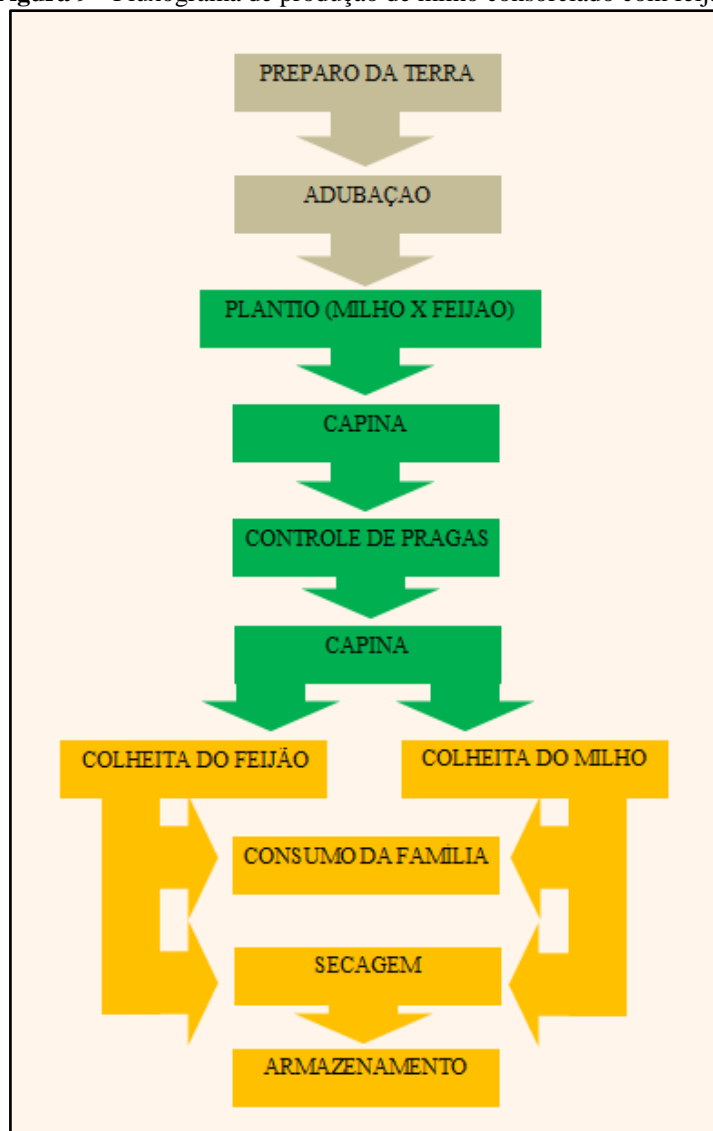 PREPARO DA TERRA
ADUBAÇAO
PLANTIO (MILHO X FEIJAO)
CAPINA
CONTROLE DE PRAGAS
CAPINA
COLHEITA DO FEIJÃO
COLHEITA DO MILHO
CONSUMO DA FAMÍLIA
SECAGEM
ARMAZENAMENTO